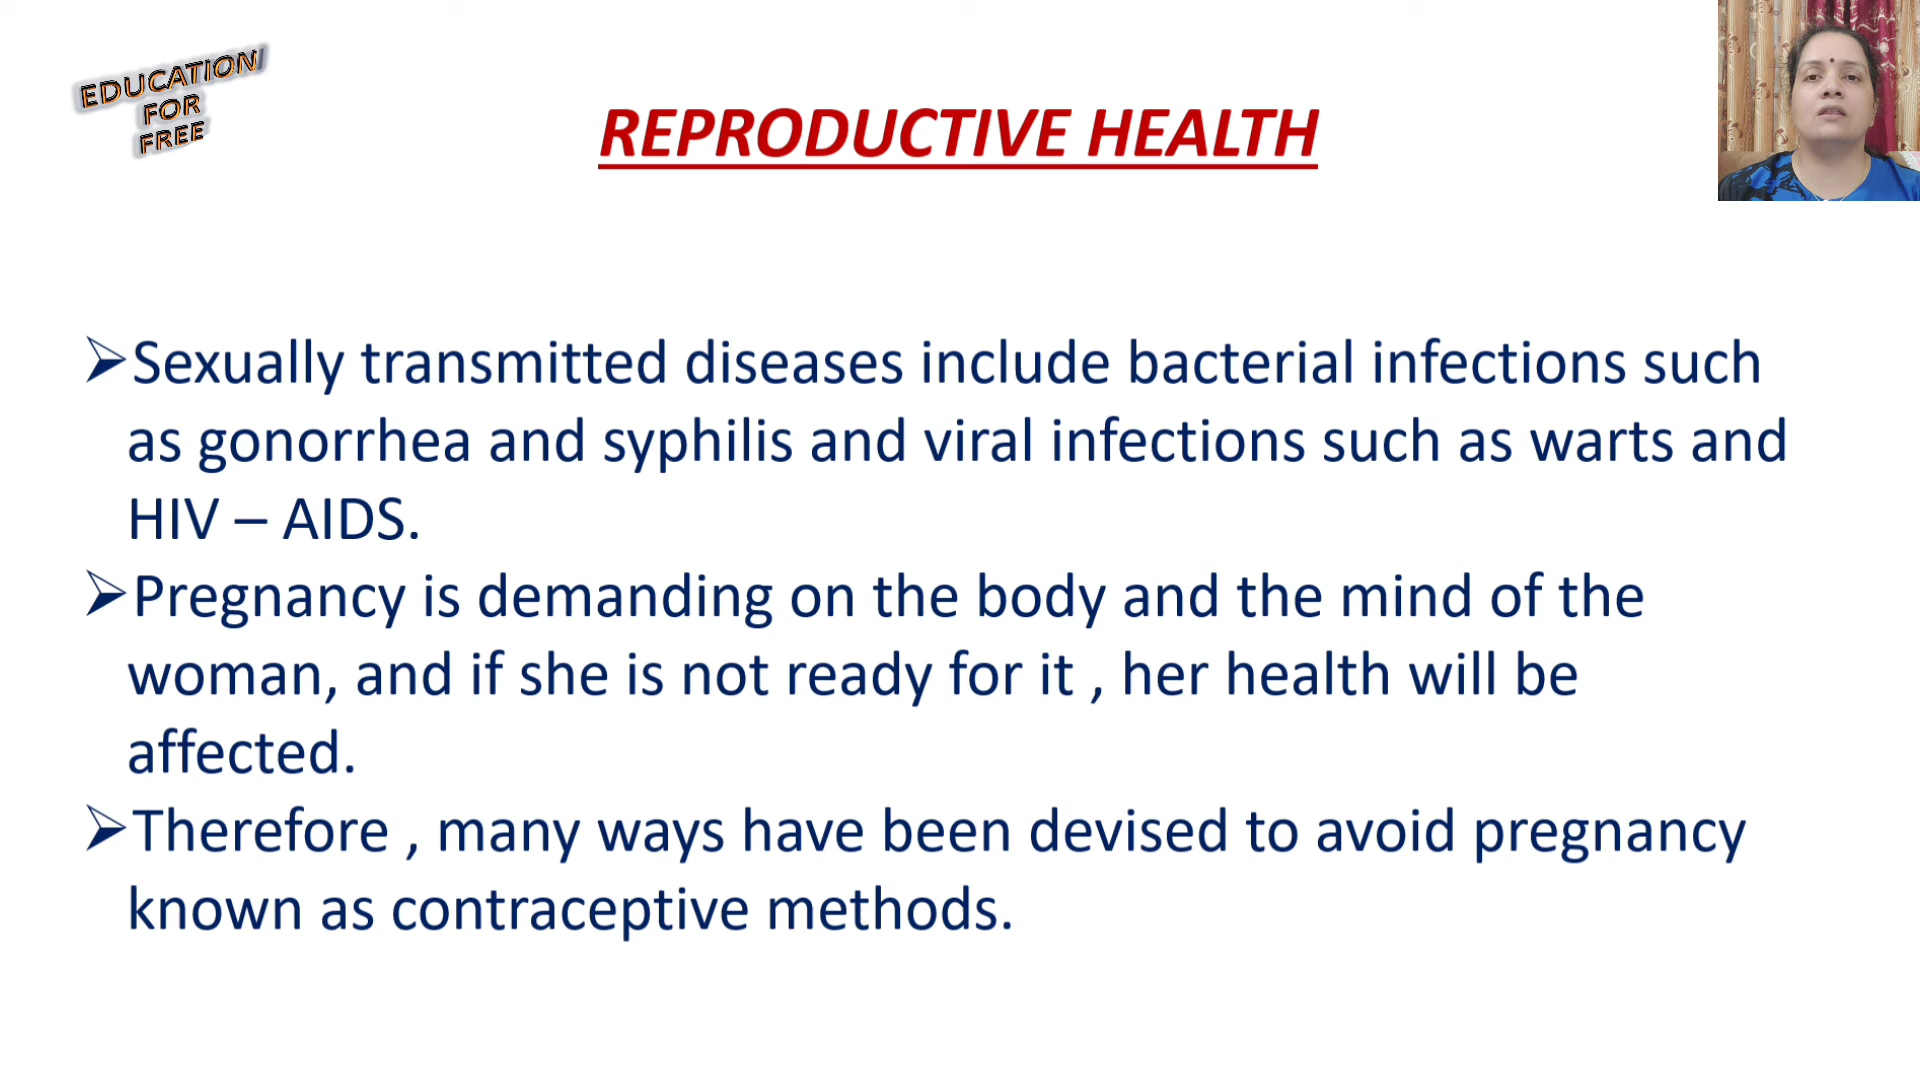 EDUCATION
FOR
FREE
REPRODUCTIVE HEALTH
➢Sexually transmitted diseases include bacterial infections such
as gonorrhea and syphilis and viral infections such as warts and
HIV – AIDS.
➢Pregnancy is demanding on the body and the mind of the
woman, and if she is not ready for it , her health will be
affected.
➢Therefore , many ways have been devised to avoid pregnancy
known as contraceptive methods.